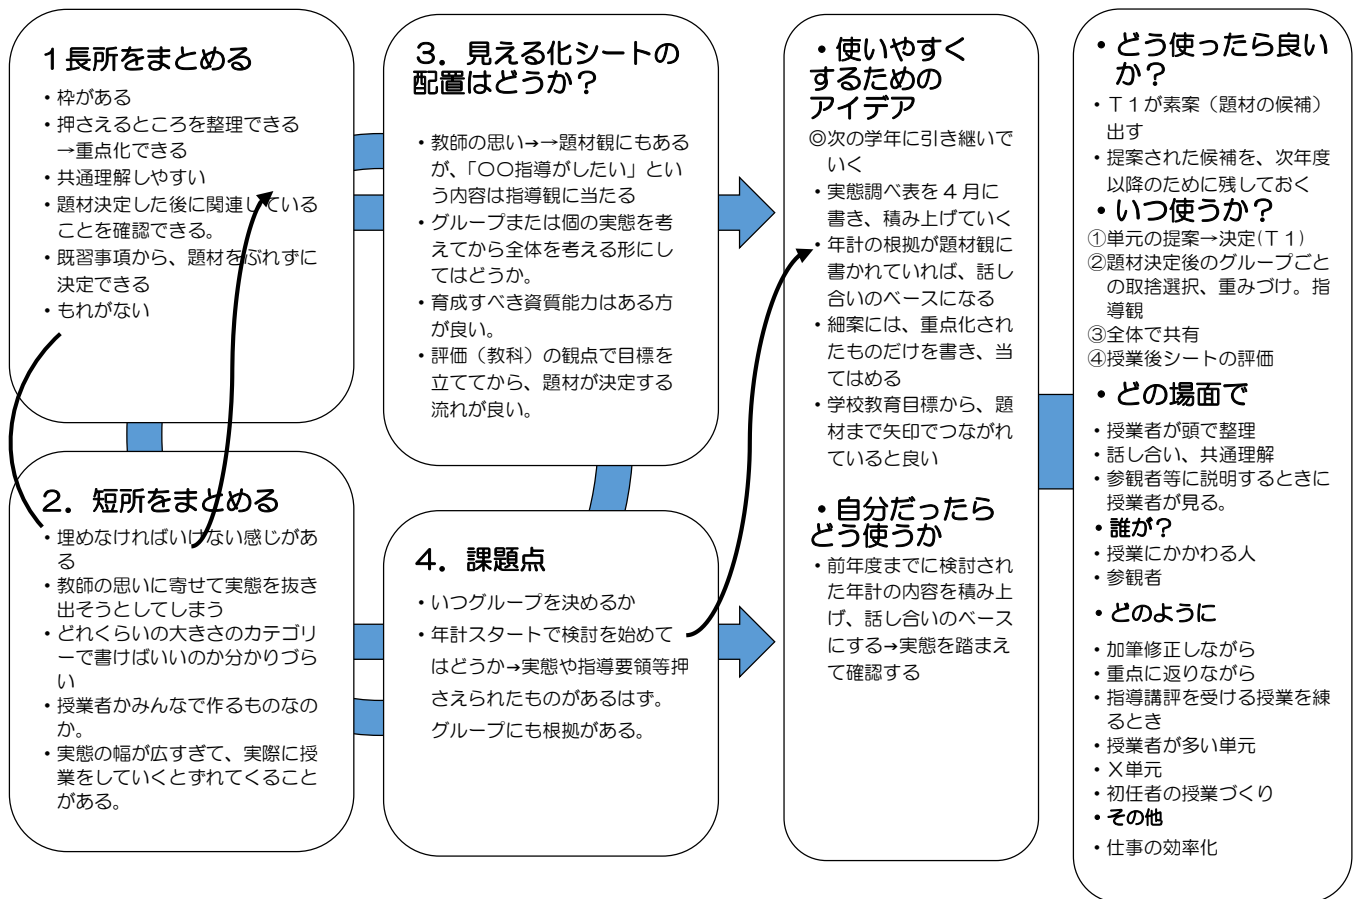 １長所をまとめる
・枠がある
・押さえるところを整理できる
→重点化できる
・共通理解しやすい
・題材決定した後に関連している
ことを確認できる。
・既習事項から、題材をぶれずに
決定できる
・もれがない
２．短所をまとめる
・埋めなければいけない感じがあ
る
・教師の思いに寄せて実態を抜き
出そうとしてしまう
・どれくらいの大きさのカテゴリ
ーで書けばいいのか分かりづら
い
・授業者かみんなで作るものなの
か。
・実態の幅が広すぎて、実際に授
業をしていくとずれてくること
がある。
３．見える化シートの
配置はどうか？
・教師の思い→→題材観にもある
が、「〇〇指導がしたい」とい
う内容は指導観に当たる
・グループまたは個の実態を考
えてから全体を考える形にし
てはどうか。
・育成すべき資質能力はある方
が良い。
・評価（教科）の観点で目標を
立ててから、題材が決定する
流れが良い。
４．課題点
・いつグループを決めるか
・年計スタートで検討を始めて
はどうか→実態や指導要領等押
さえられたものがあるはず。
グループにも根拠がある。
・使いやすく
するための
アイデア
◎次の学年に引き継いで
いく
・実態調べ表を４月に
書き、積み上げていく
・年計の根拠が題材観に
書かれていれば、話し
合いのベースになる
・細案には、重点化され
たものだけを書き、当
てはめる
・学校教育目標から、題
材まで矢印でつながれ
ていると良い
・自分だったら
どう使うか
・前年度までに検討され
た年計の内容を積み上
げ、話し合いのベース
にする→実態を踏まえ
て確認する
・どう使ったら良い
か？
・Ｔ１が素案（題材の候補）
出す
・提案された候補を、次年度
以降のために残しておく
・いつ使うか？
①単元の提案→決定(Ｔ１)
②題材決定後のグループごと
の取捨選択、重みづけ。指
導観
③全体で共有
④授業後シートの評価
・どの場面で
・授業者が頭で整理
・話し合い、共通理解
・参観者等に説明するときに
授業者が見る。
・誰が？
・授業にかかわる人
・参観者
・どのように
・加筆修正しながら
・重点に返りながら
・指導講評を受ける授業を練
るとき
・授業者が多い単元
・Ｘ単元
・初任者の授業づくり
・その他
・仕事の効率化